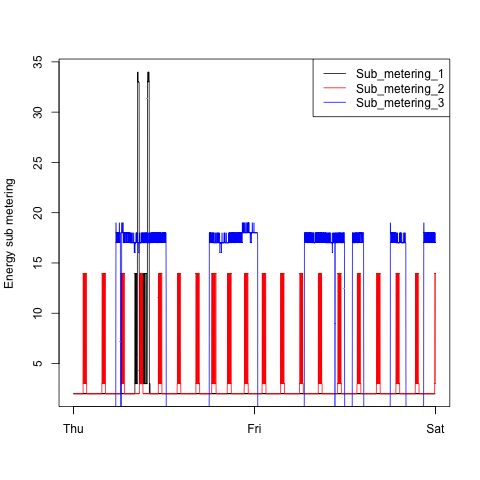 Sub_metering_1
Sub_metering_2
Sub_metering_3
Energy sub metering
35
30
25
20
15
10
5
Thu Fri Sat